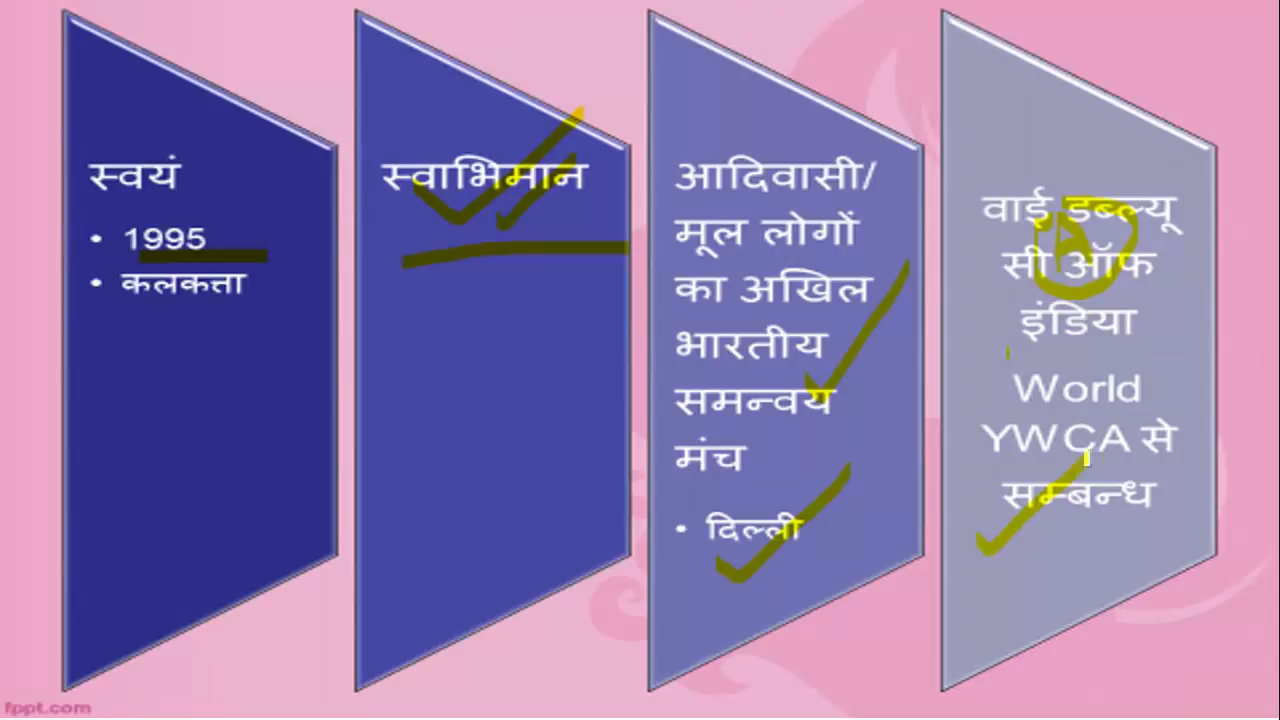 स्वयं
• 1995
• कलकत्ता
स्वाभिमान
आदिवासी/
मूल लोगों
का अखिल
भारतीय
समन्वय
मंच
• दिल्ली
वाई डब्ल्यू
सी ऑफ
इंडिया
World
YWCA से
सम्बन्ध
fppt.com